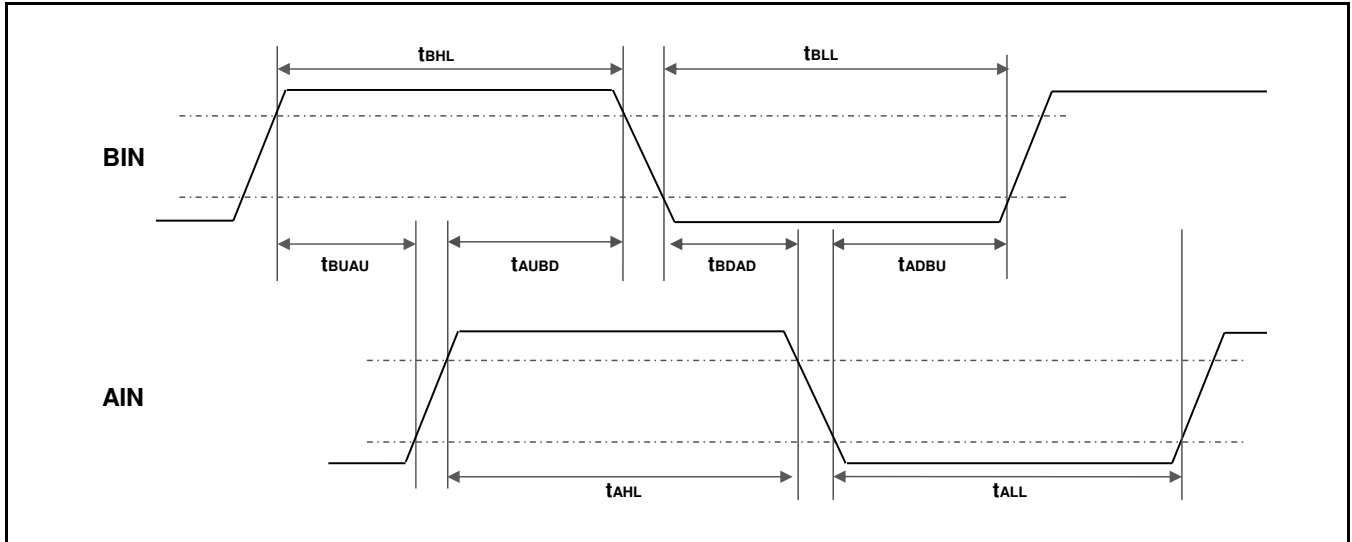 tBHL tBLL
BIN
tBUAU tAUBD tBDAD tADBU
AIN
tAHL tALL